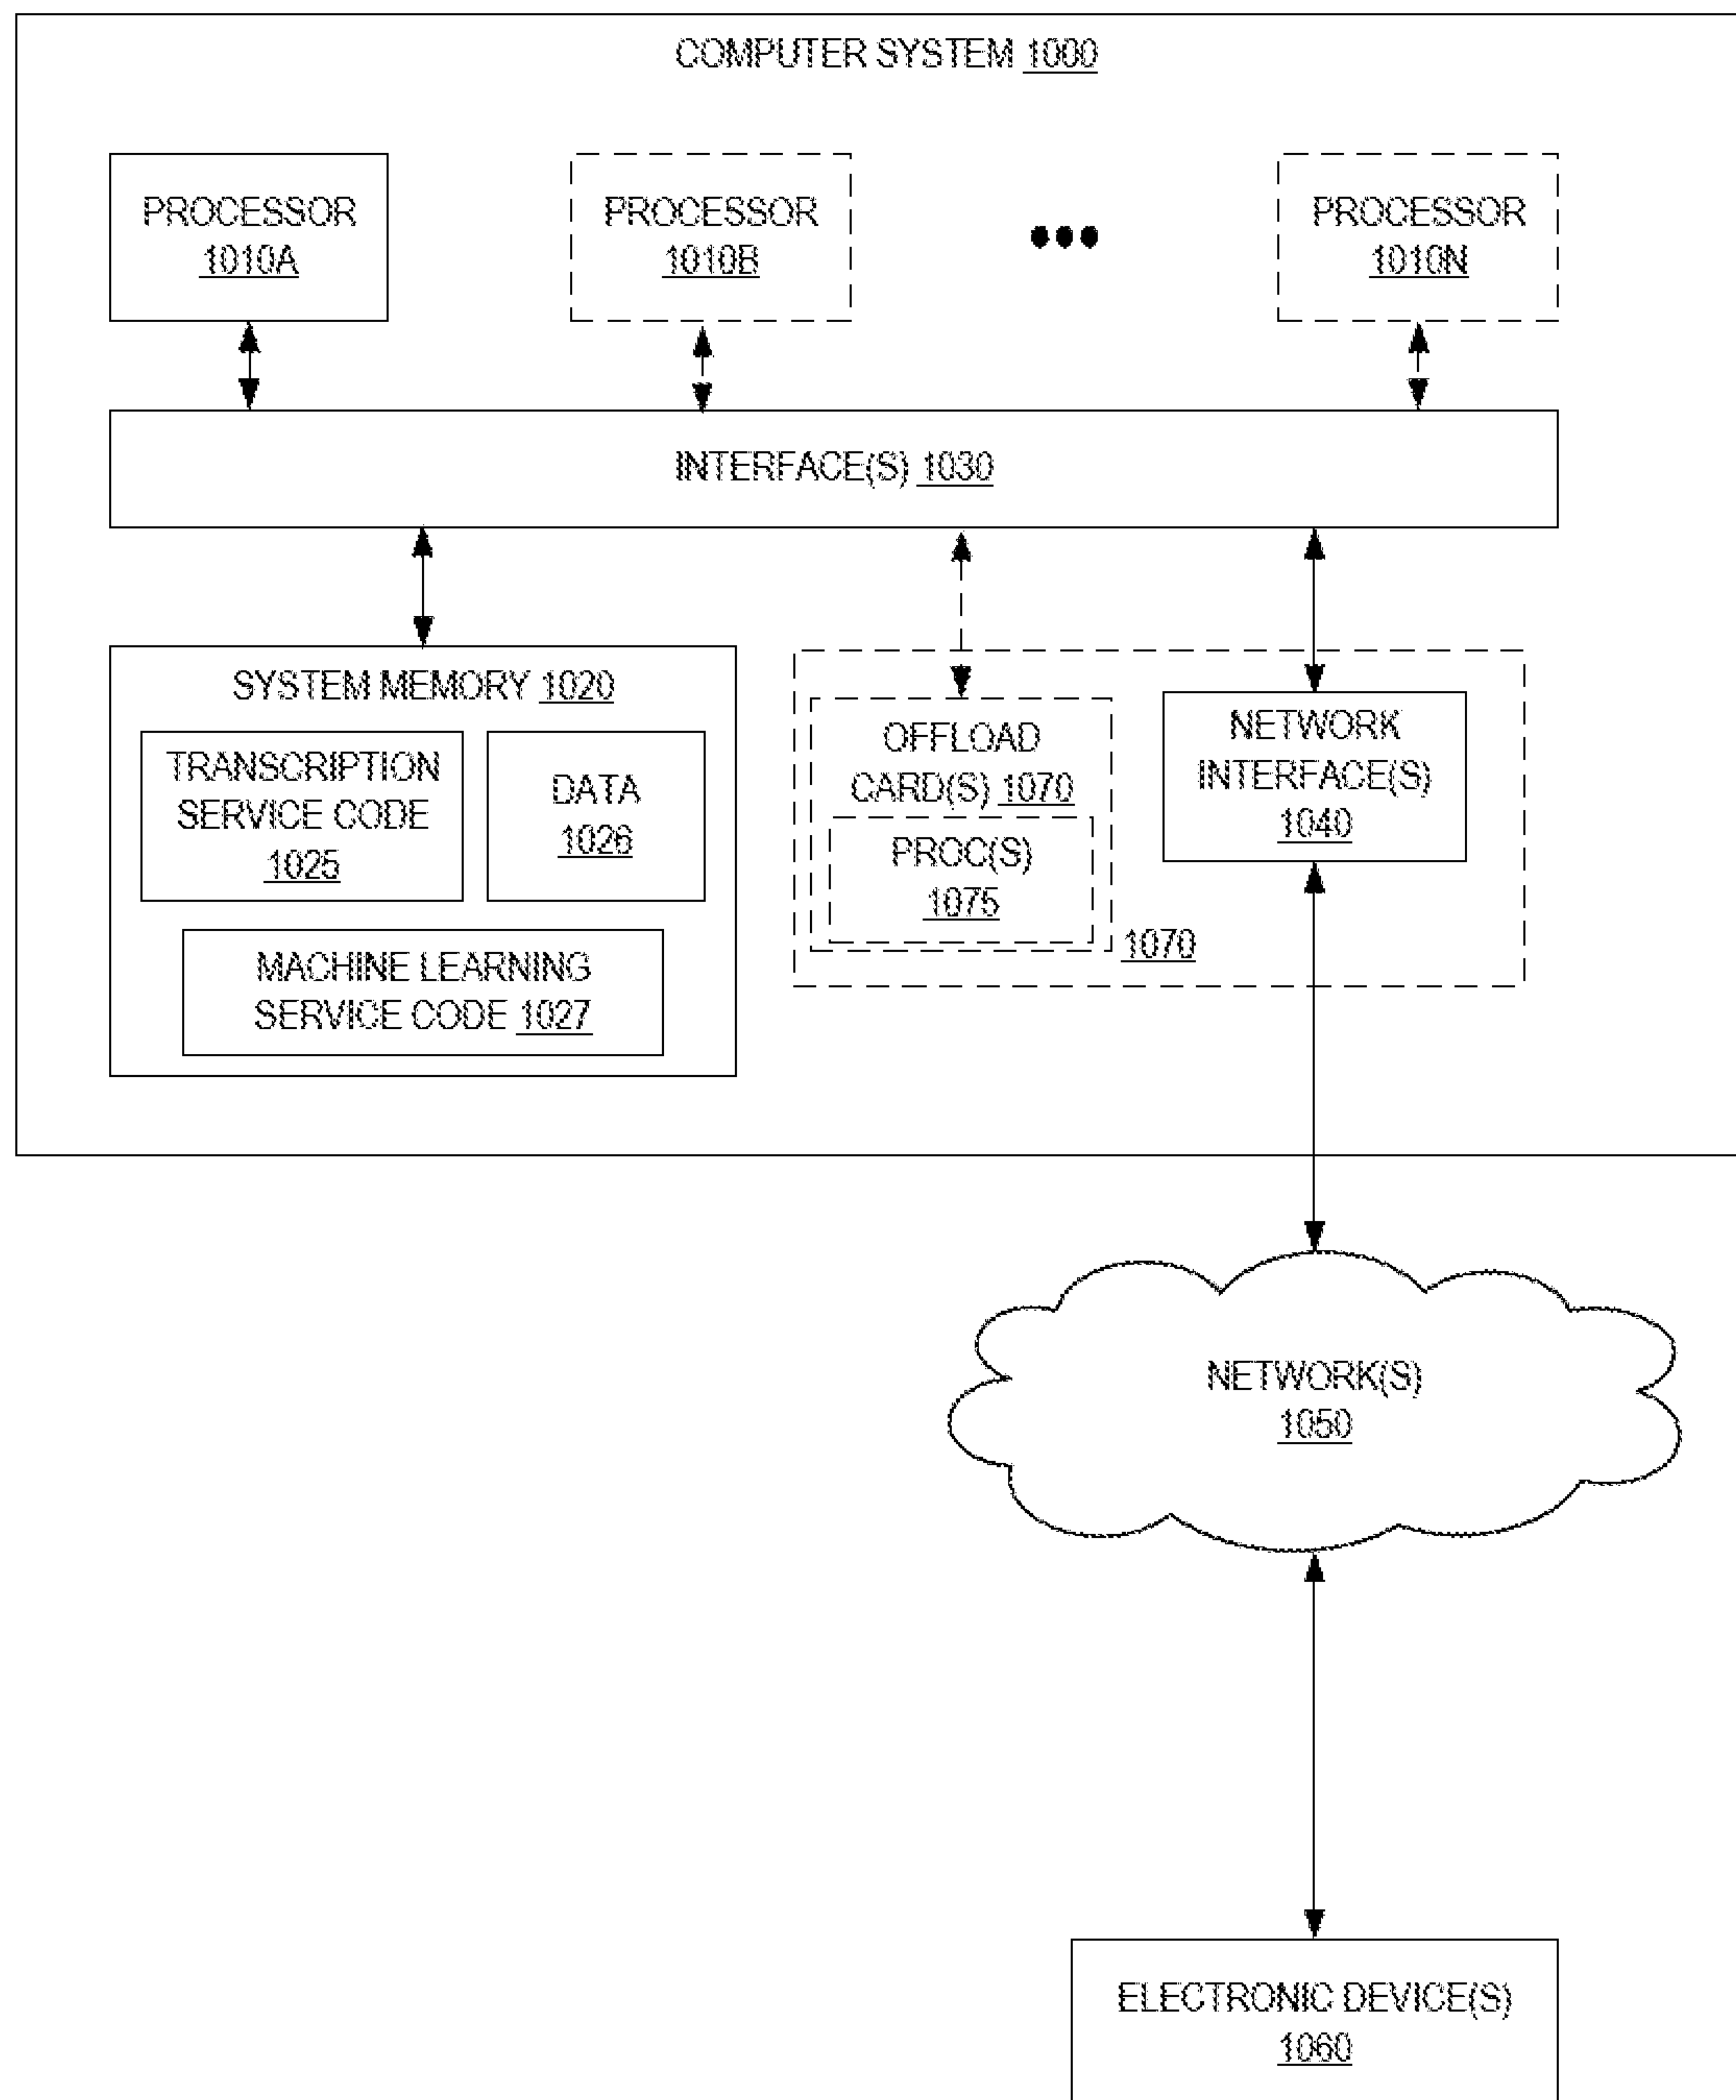 COMPUTER SYSTEM 1000
PROCESSOR
1010A
PROCESSOR
1010B
PROCESSOR
1010N
INTERFACE(S) 1030
SYSTEM MEMORY 1020
TRANSCRIPTION
SERVICE CODE
1025
DATA
1026
MACHINE LEARNING
SERVICE CODE 1027
OFFLOAD
CARD(S) 1070
PROC(S)
1075
1070
NETWORK
INTERFACE(S)
1040
NETWORK(S)
1050
ELECTRONIC DEVICE(S)
1060